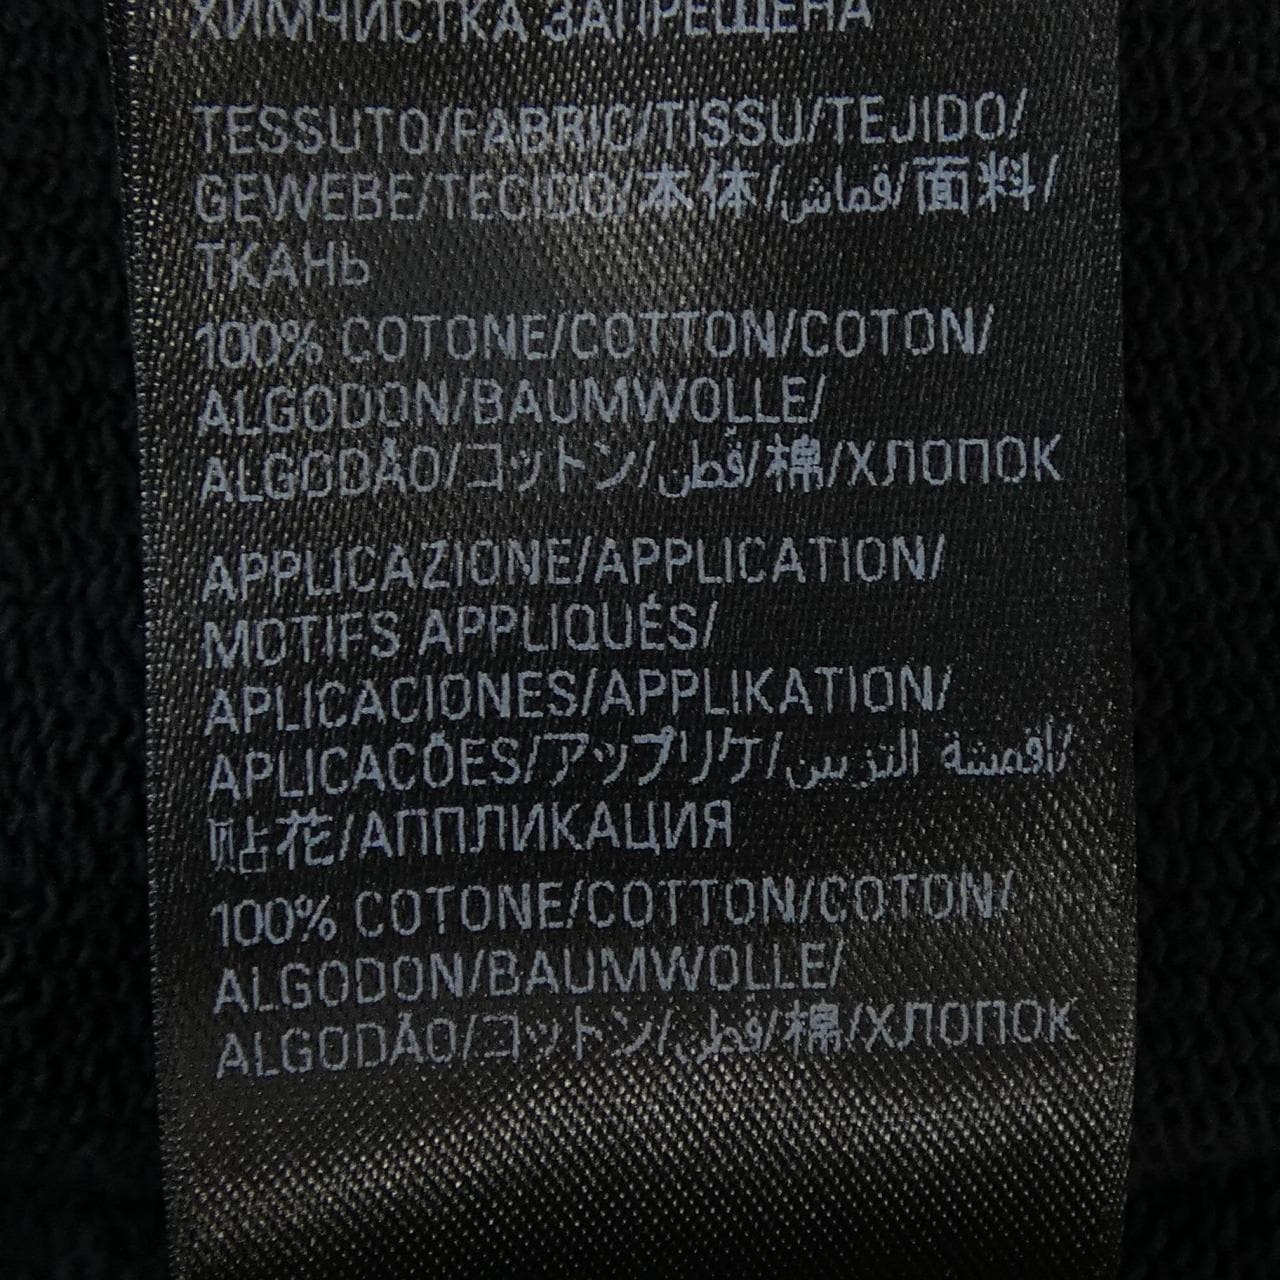 ХИМЧИСТКА ЗАПРЕЩЕНА
TESSUTO/FABRIC/TISSU/TEJIDO/
GEWEBE/TECIDO/本体/قماش/面料/
ТКАНЬ
100% COTONE/COTTON/COTON/
ALGODON/BAUMWOLLE/
ALGODÃO/コットン/قطن/棉/ХЛОПОК
APPLICAZIONE/APPLICATION/
MOTIFS APPLIQUÉS/
APLICACIONES/APPLIKATION/
APLICACÕES/アップリケ/أقمشة التزيين/
贴花/АППЛИКАЦИЯ
100% COTONE/COTTON/COTON/
ALGODON/BAUMWOLLE/
ALGODÃO/コットン/قطن/棉/ХЛОПОК